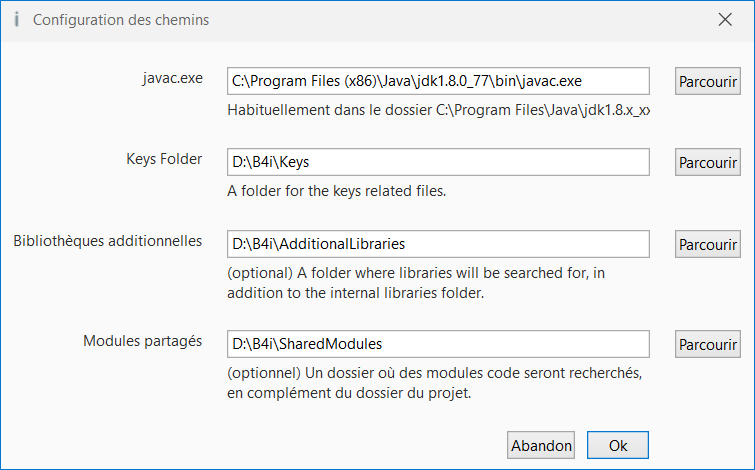 Configuration des chemins
javac.exe
C:\Program Files (x86)\Java\jdk1.8.0_77\bin\javac.exe
Parcourir
Habituellement dans le dossier C:\Program Files\Java\jdk1.8.x_xx
Keys Folder
D:\B4i\Keys
Parcourir
A folder for the keys related files.
Bibliothèques additionnelles
D:\B4i\AdditionalLibraries
Parcourir
(optional) A folder where libraries will be searched for, in
addition to the internal libraries folder.
Modules partagés
D:\B4i\SharedModules
Parcourir
(optionnel) Un dossier où des modules code seront recherchés,
en complément du dossier du projet.
Abandon
Ok